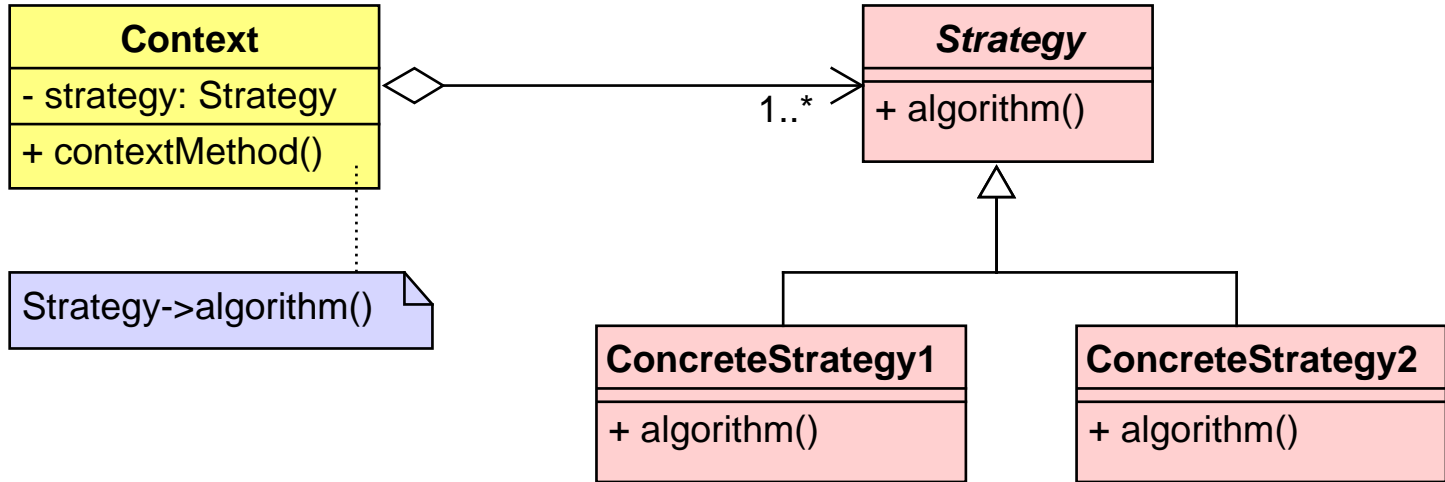 Context
- strategy: Strategy
+ contextMethod()
Strategy->algorithm()
1..*
Strategy
+ algorithm()
ConcreteStrategy1
+ algorithm()
ConcreteStrategy2
+ algorithm()